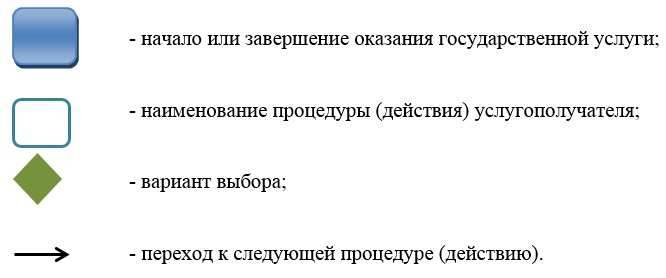 - начало или завершение оказания государственной услуги;
- наименование процедуры (действия) услугополучателя;
- вариант выбора;
- переход к следующей процедуре (действию).